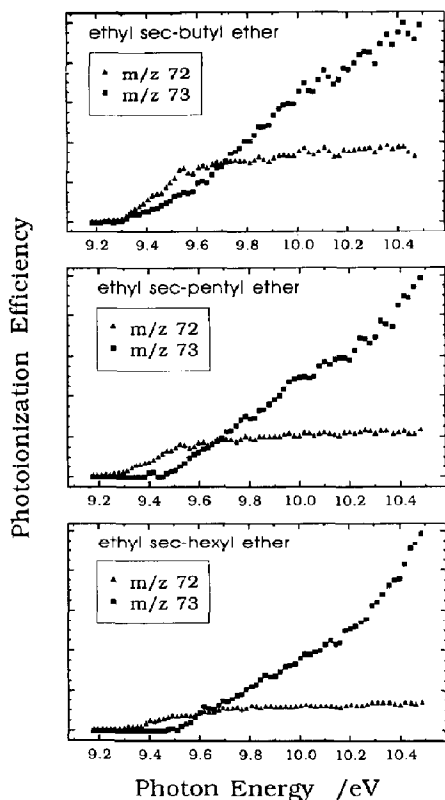 Photoionization Efficiency
ethyl sec-butyl ether
▲ m/z 72
■ m/z 73
9.2 9.4 9.6 9.8 10.0 10.2 10.4
ethyl sec-pentyl ether
▲ m/z 72
■ m/z 73
9.2 9.4 9.6 9.8 10.0 10.2 10.4
ethyl sec-hexyl ether
▲ m/z 72
■ m/z 73
9.2 9.4 9.6 9.8 10.0 10.2 10.4
Photon Energy /eV